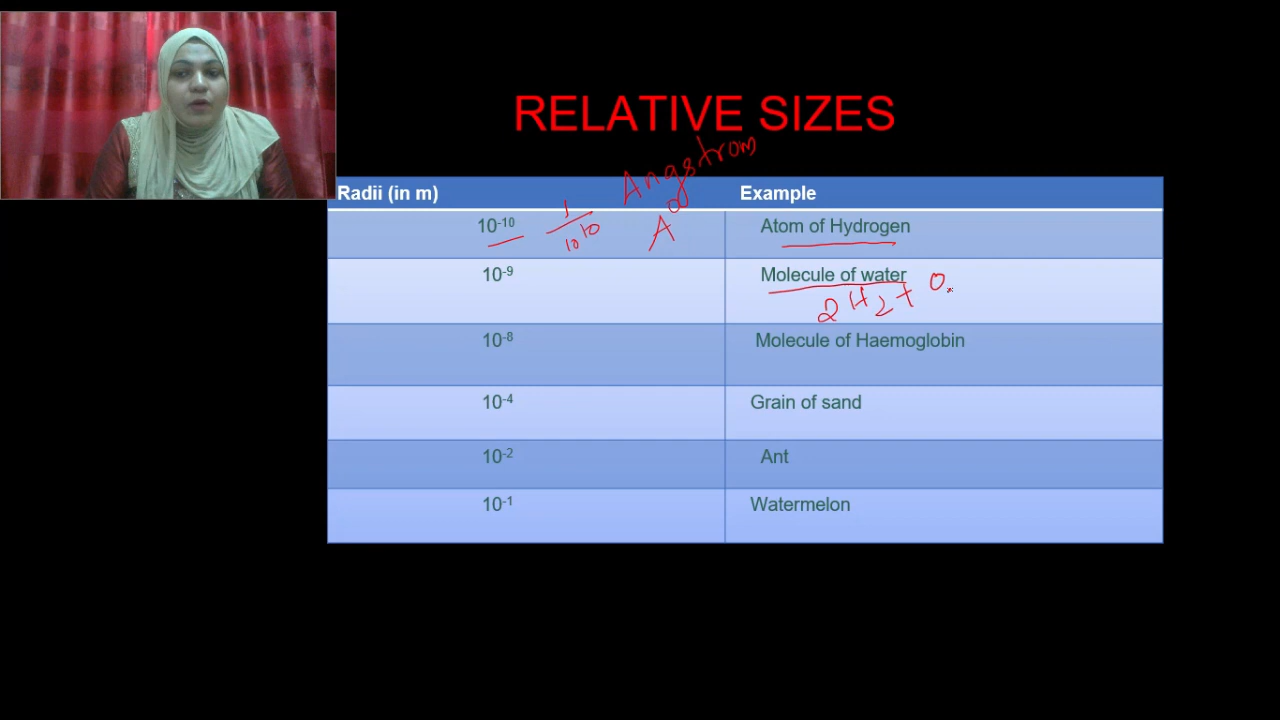 RELATIVE SIZES
Angstrom
Radii (in m) Example
10⁻¹⁰ 1/10¹⁰ Å Atom of Hydrogen
10⁻⁹ Molecule of water
2H₂ + O
10⁻⁸ Molecule of Haemoglobin
10⁻⁴ Grain of sand
10⁻² Ant
10⁻¹ Watermelon